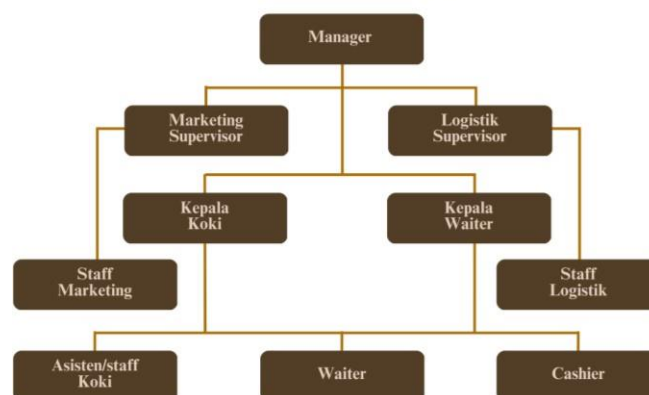 Manager
Marketing
Supervisor
Logistik
Supervisor
Kepala
Koki
Kepala
Waiter
Staff
Marketing
Staff
Logistik
Asisten/staff
Koki
Waiter
Cashier